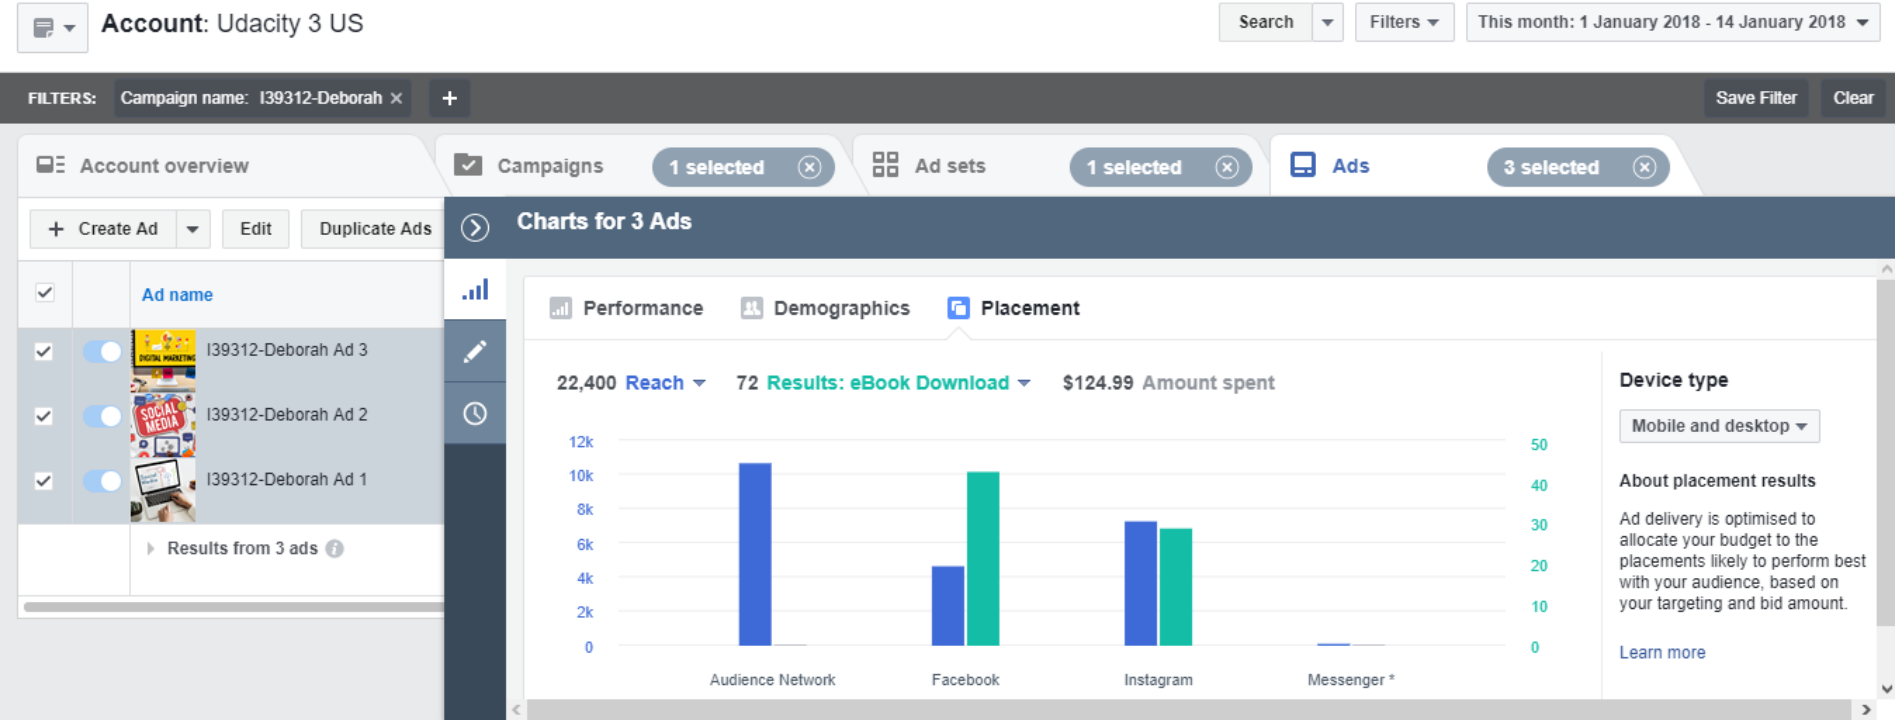 Account: Udacity 3 US
Search
Filters
This month: 1 January 2018 - 14 January 2018
FILTERS:
Campaign name: I39312-Deborah ×
+
Save Filter
Clear
Account overview
Campaigns
1 selected
Ad sets
1 selected
Ads
3 selected
+ Create Ad
Edit
Duplicate Ads
Charts for 3 Ads
Ad name
DIGITAL MARKETING
I39312-Deborah Ad 3
SOCIAL
MEDIA
I39312-Deborah Ad 2
I39312-Deborah Ad 1
Results from 3 ads
Performance
Demographics
Placement
22,400 Reach
72 Results: eBook Download
$124.99 Amount spent
12k
10k
8k
6k
4k
2k
0
50
40
30
20
10
0
Audience Network
Facebook
Instagram
Messenger *
Device type
Mobile and desktop
About placement results
Ad delivery is optimised to
allocate your budget to the
placements likely to perform best
with your audience, based on
your targeting and bid amount.
Learn more